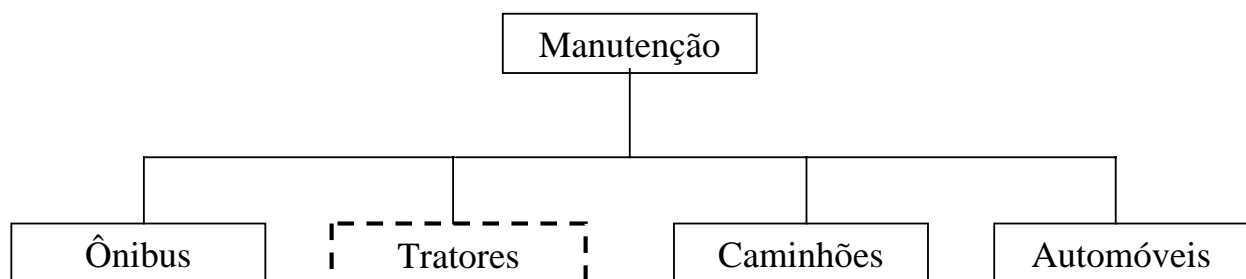 Manutenção
Ônibus
Tratores
Caminhões
Automóveis